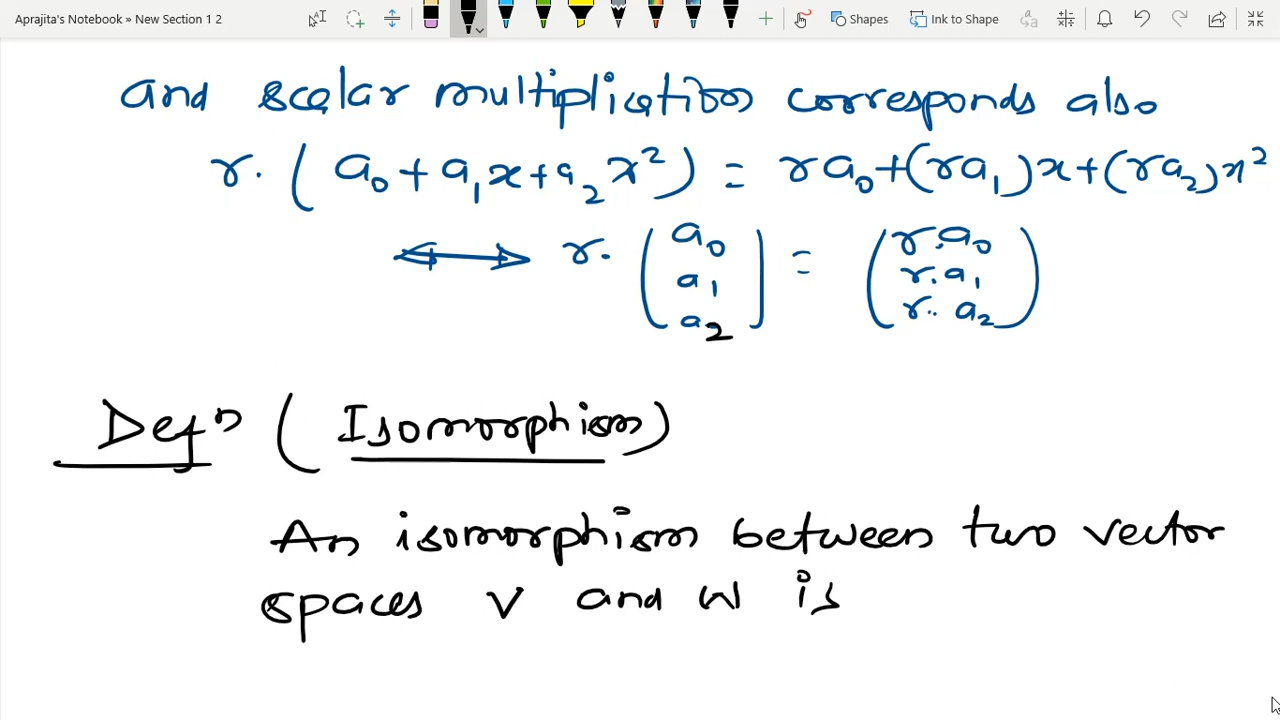 Aprajita's Notebook » New Section 1 2
Shapes
Ink to Shape
and scalar multiplication corresponds also
r. ( a₀ + a₁x + a₂x² ) = ra₀+(ra₁)x+(ra₂)x²
⟷ r. ( a₀ a₁ a₂ ) = ( r.a₀ r.a₁ r.. a₂ )
Defⁿ ( Isomorphism )
An isomorphism between two vector
spaces V and W is